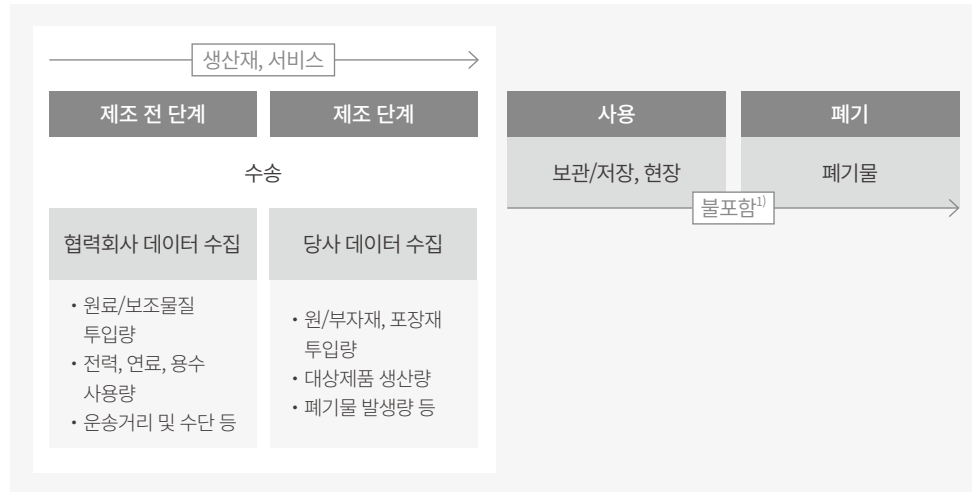 생산재, 서비스
제조 전 단계
제조 단계
사용
폐기
수송
보관/저장, 현장
폐기물
불포함1)
협력회사 데이터 수집
당사 데이터 수집
• 원료/보조물질
투입량
• 전력, 연료, 용수
사용량
• 운송거리 및 수단 등
• 원/부자재, 포장재
투입량
• 대상제품 생산량
• 폐기물 발생량 등